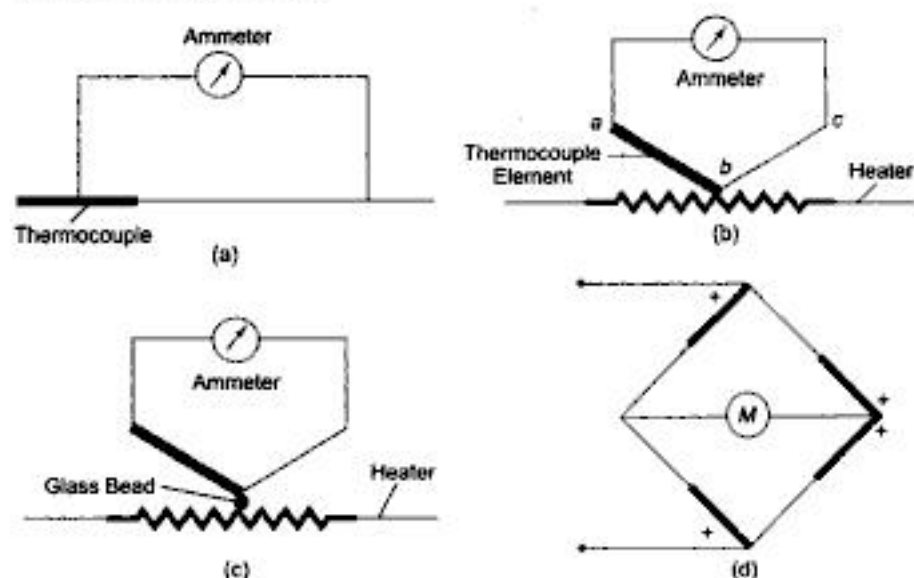 Ammeter
Thermocouple
(a)
Ammeter
a
c
Thermocouple
Element
b
Heater
(b)
Ammeter
Glass Bead
Heater
(c)
+
M
+
+
+
(d)